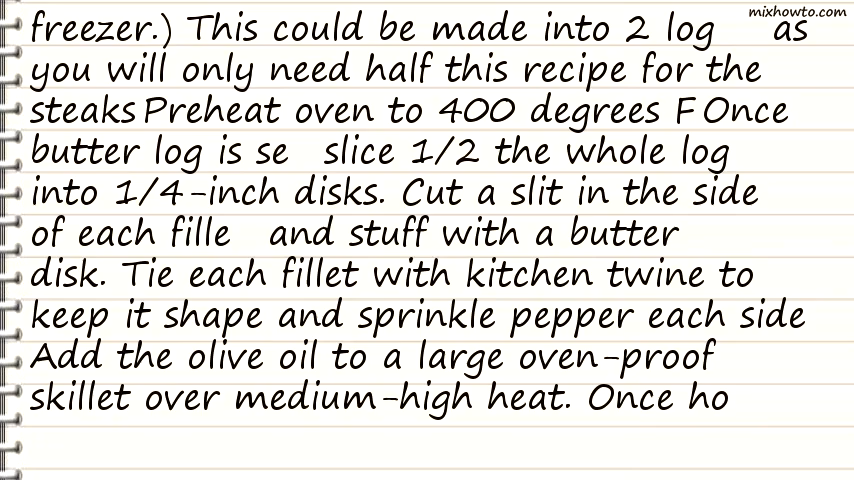 mixhowto.com
freezer.) This could be made into 2 log as
you will only need half this recipe for the
steaks Preheat oven to 400 degrees F Once
butter log is se slice 1/2 the whole log
into 1/4-inch disks. Cut a slit in the side
of each fille and stuff with a butter
disk. Tie each fillet with kitchen twine to
keep it shape and sprinkle pepper each side
Add the olive oil to a large oven-proof
skillet over medium-high heat. Once ho